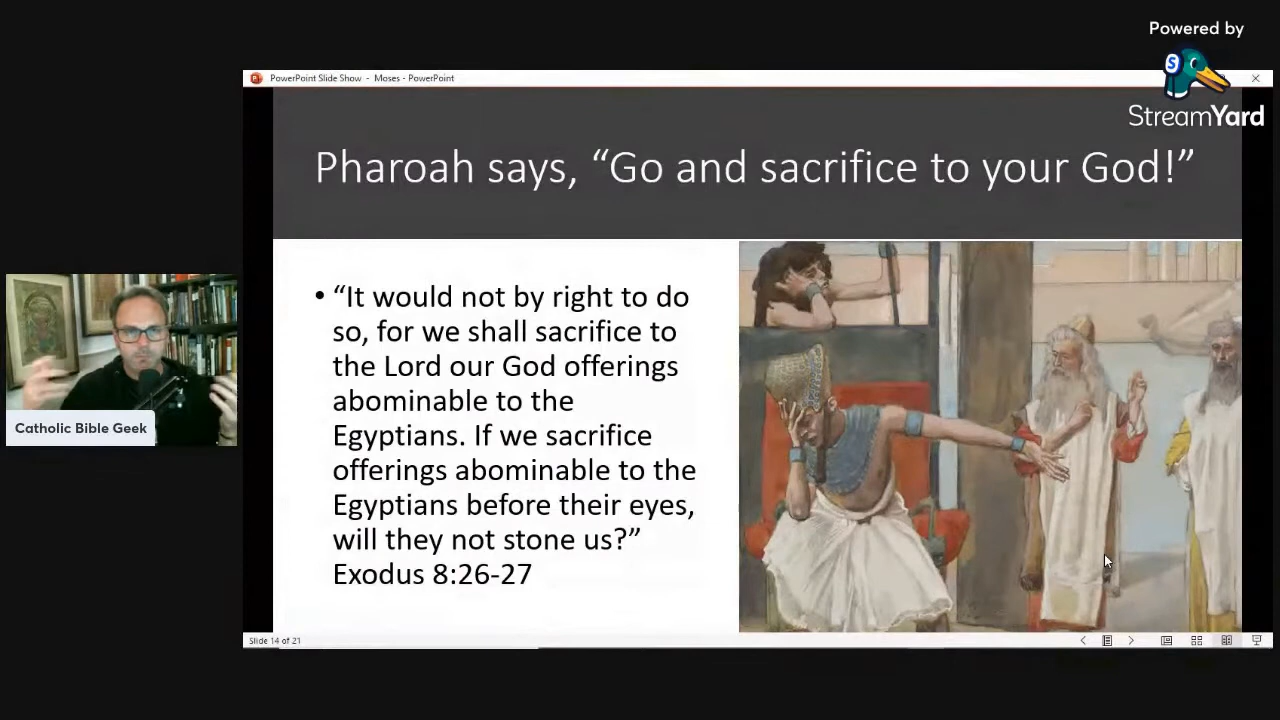 Powered by
StreamYard
PowerPoint Slide Show - Moses - PowerPoint
Pharoah says, “Go and sacrifice to your God!”
• “It would not by right to do
so, for we shall sacrifice to
the Lord our God offerings
abominable to the
Egyptians. If we sacrifice
offerings abominable to the
Egyptians before their eyes,
will they not stone us?”
Exodus 8:26-27
Catholic Bible Geek
Slide 14 of 21